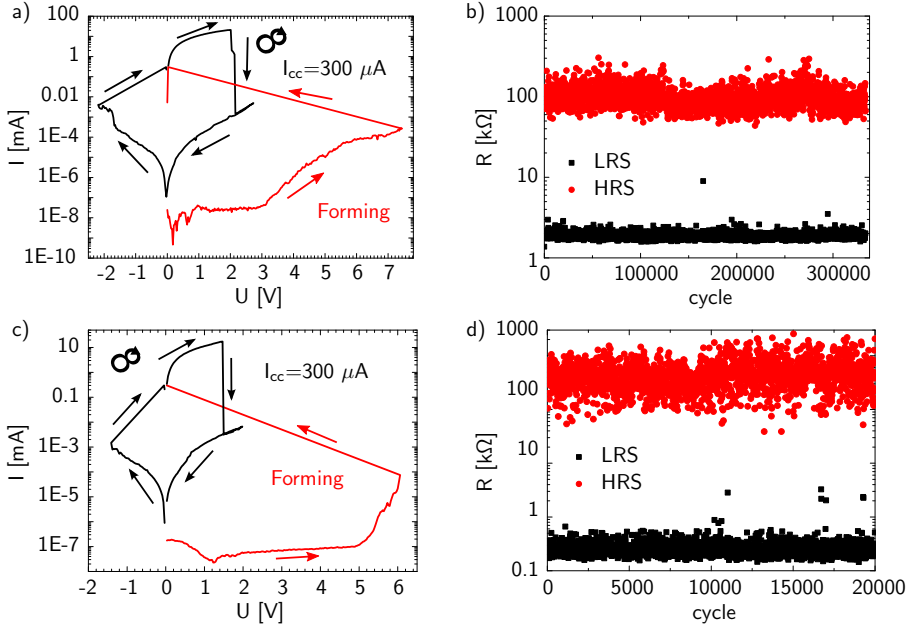 a)
I [mA]
100
1
0.01
1E-4
1E-6
1E-8
1E-10
I_cc=300 μA
Forming
-2 -1 0 1 2 3 4 5 6 7
U [V]
b)
R [kΩ]
1000
100
10
1
LRS
HRS
0 100000 200000 300000
cycle
c)
I [mA]
10
0.1
1E-3
1E-5
1E-7
I_cc=300 μA
Forming
-2 -1 0 1 2 3 4 5 6
U [V]
d)
R [kΩ]
1000
100
10
1
0.1
LRS
HRS
0 5000 10000 15000 20000
cycle